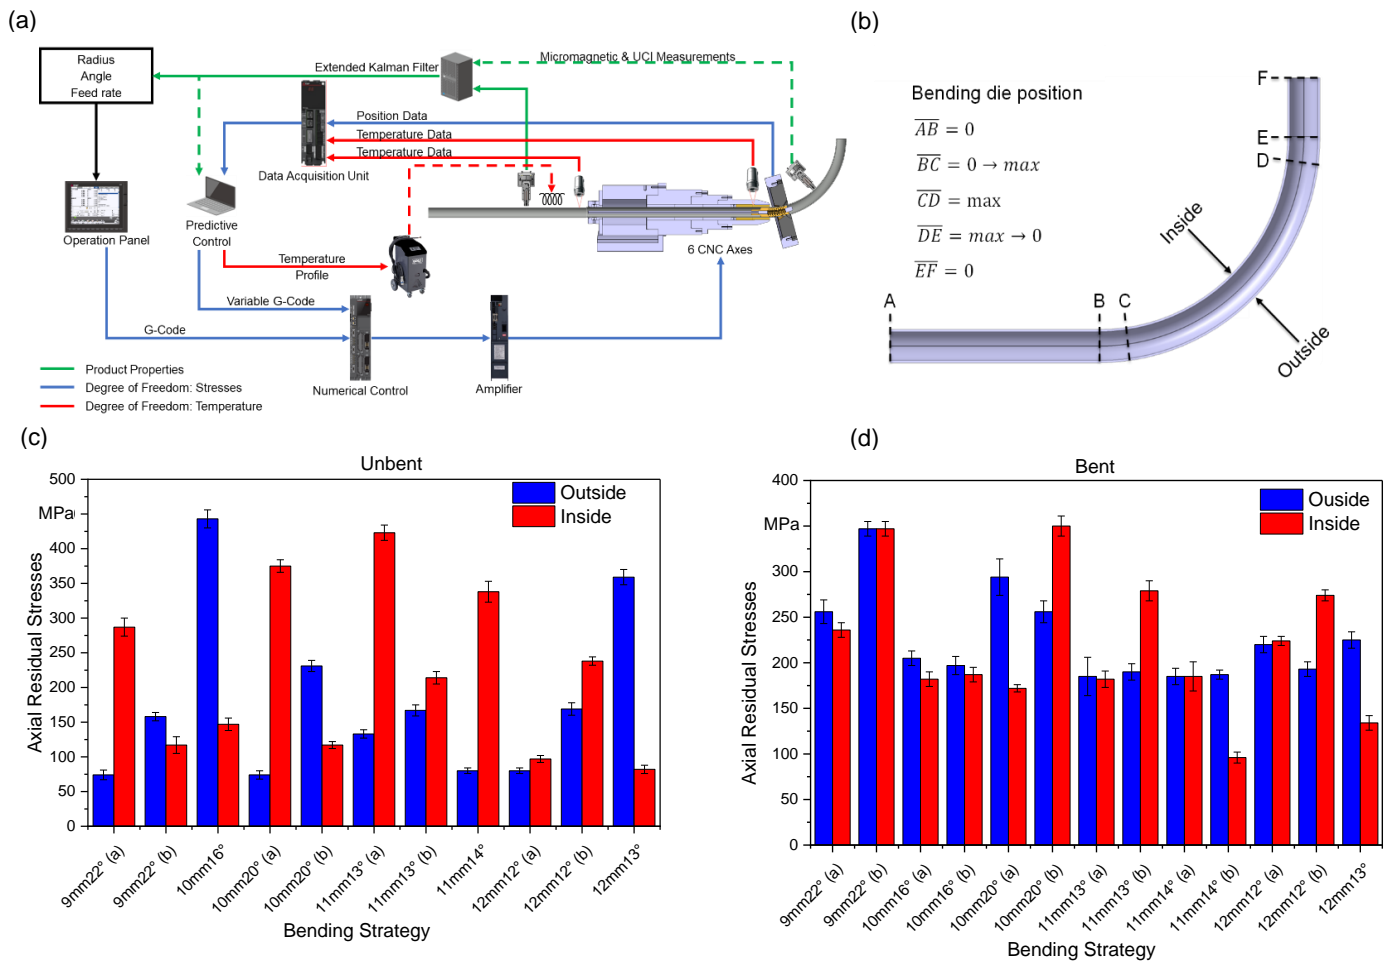 (a)
Radius
Angle
Feed rate
Extended Kalman Filter
Micromagnetic & UCI Measurements
Position Data
Temperature Data
Temperature Data
Data Acquisition Unit
Operation Panel
Predictive
Control
6 CNC Axes
Temperature
Profile
Variable G-Code
G-Code
Numerical Control
Amplifier
Product Properties
Degree of Freedom: Stresses
Degree of Freedom: Temperature
(b)
Bending die position
AB = 0
BC = 0 → max
CD = max
DE = max → 0
EF = 0
F
E
D
Inside
Outside
A
B
C
(c)
Unbent
Outside
Inside
500
MPa
400
350
300
250
200
150
100
50
0
Axial Residual Stresses
9mm22° (a)
9mm22° (b)
10mm16°
10mm20° (a)
10mm20° (b)
11mm13° (a)
11mm13° (b)
11mm14°
12mm12° (a)
12mm12° (b)
12mm13°
Bending Strategy
(d)
Bent
Ouside
Inside
400
MPa
300
250
200
150
100
50
0
Axial Residual Stresses
9mm22° (a)
9mm22° (b)
10mm16° (a)
10mm16° (b)
10mm20° (a)
10mm20° (b)
11mm13° (a)
11mm13° (b)
11mm14° (a)
11mm14° (b)
12mm12° (a)
12mm12° (b)
12mm13°
Bending Strategy